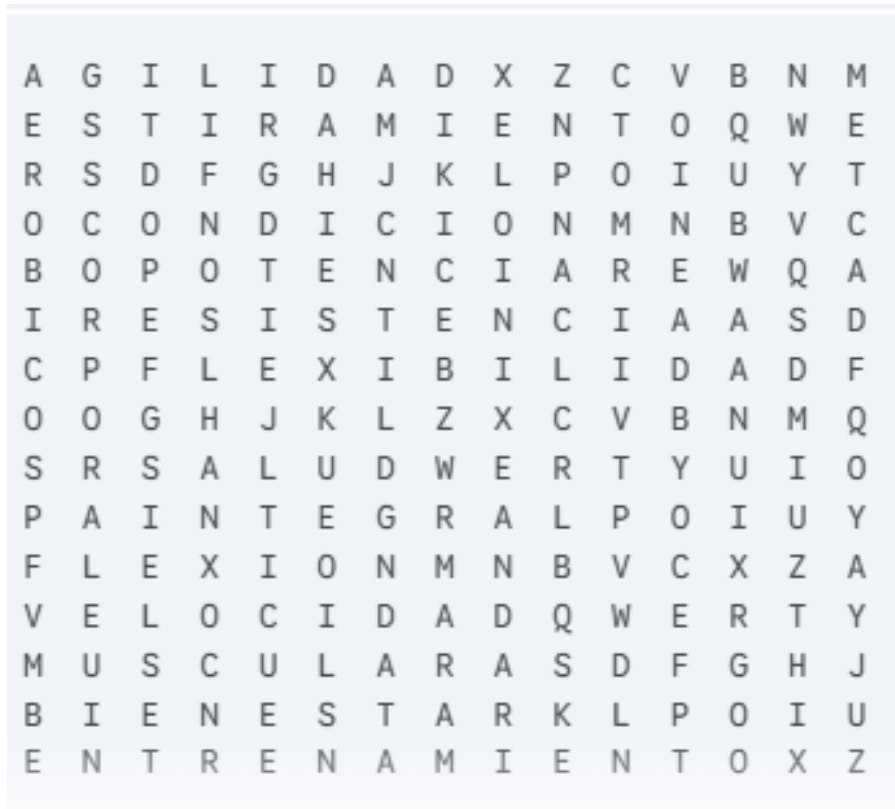 A G I L I D A D X Z C V B N M
E S T I R A M I E N T O Q W E
R S D F G H J K L P O I U Y T
O C O N D I C I O N M N B V C
B O P O T E N C I A R E W Q A
I R E S I S T E N C I A A S D
C P F L E X I B I L I D A D F
O O G H J K L Z X C V B N M Q
S R S A L U D W E R T Y U I O
P A I N T E G R A L P O I U Y
F L E X I O N M N B V C X Z A
V E L O C I D A D Q W E R T Y
M U S C U L A R A S D F G H J
B I E N E S T A R K L P O I U
E N T R E N A M I E N T O X Z